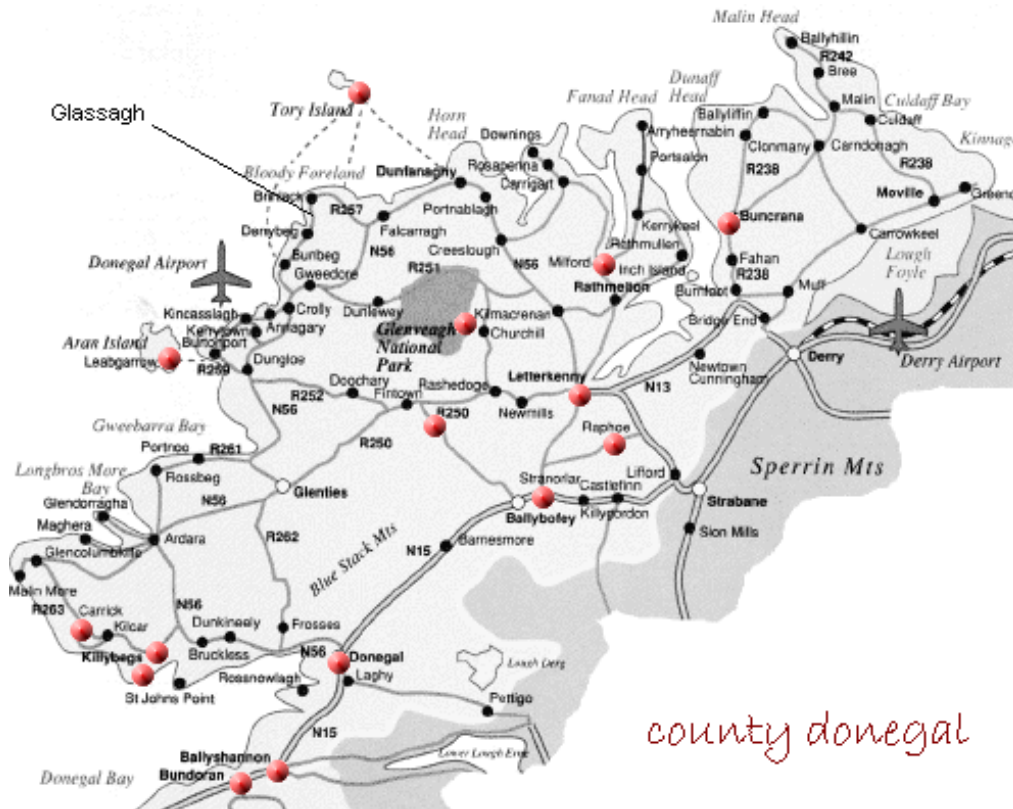 Malin Head
Ballyhillin
R242
Bree
Tory Island
Glassagh
Horn
Head
Fanad Head
Dunaff
Head
Malin
Culdaff Bay
Culdaff
Ballyliffin
Clonmany
Carndonagh
Kinnago
R238
R238
Downings
Arryheernabin
Rosapenna
Portsalon
Carrigart
Bloody Foreland
Dunfanaghy
Brinlack
R257
Portnablagh
Falcarragh
Derrybeg
Moville
Greenc
Buncrana
Kerrykeel
Carrowkeel
Creeslough
Bunbeg
N56
Donegal Airport
Gweedore
R251
N56
Milford
Rathmullen
Inch Island
Fahan
R238
Lough
Foyle
Rathmelton
Burnfoot
Muff
Kincasslagh
Crolly
Dunlewey
Kilmacrenan
Kerrytown
Annagary
Glenveagh
National
Park
Churchill
Bridge End
Aran Island
Burtonport
Leabgarrow
R259
Dungloe
Derry
Derry Airport
Newtown
Cunningham
Doochary
Rashedoge
Letterkenny
R252
Fintown
N13
Newmills
N56
R250
R250
Gweebarra Bay
Raphoe
Portnoo
R261
Longbros More
Bay
Rossbeg
Glenties
Stranorlar
Lifford
Sperrin Mts
Castlefinn
Strabane
Glendorragha
N56
Ballybofey
Killygordon
Maghera
Ardara
R262
Blue Stack Mts
N15
Barnesmore
Sion Mills
Glencolumbkille
Malin More
R263
Carrick
N56
Kilcar
Dunkineely
Frosses
Killybegs
Bruckless
N56
Donegal
St Johns Point
Rossnowlagh
Laghy
Lough Derg
Pettigo
county donegal
N15
Ballyshannon
Lower Lough Erne
Donegal Bay
Bundoran